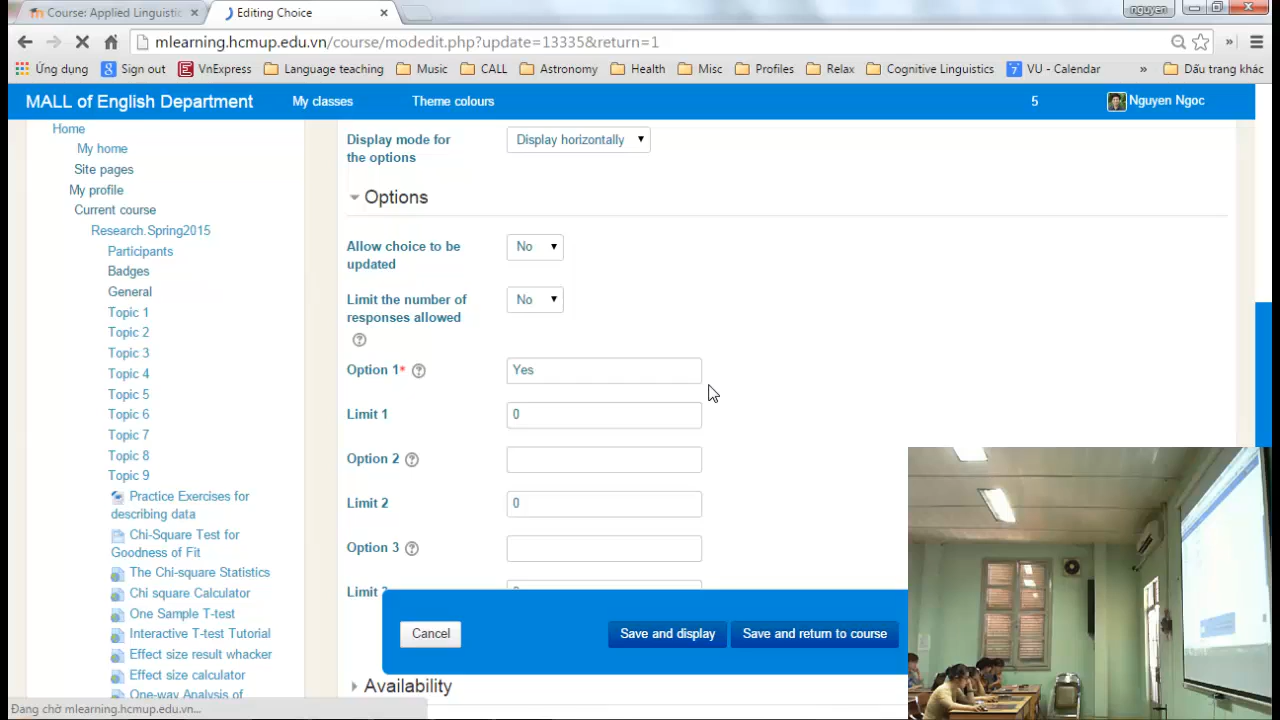 Course: Applied Linguistic
Editing Choice
nguyen
mlearning.hcmup.edu.vn/course/modedit.php?update=13335&return=1
Ứng dụng
Sign out
VnExpress
Language teaching
Music
CALL
Astronomy
Health
Misc
Profiles
Relax
Cognitive Linguistics
7 VU - Calendar
»
Dấu trang khác
MALL of English Department
My classes
Theme colours
5
Nguyen Ngoc
Home
My home
Site pages
My profile
Current course
Research.Spring2015
Participants
Badges
General
Topic 1
Topic 2
Topic 3
Topic 4
Topic 5
Topic 6
Topic 7
Topic 8
Topic 9
Practice Exercises for
describing data
Chi-Square Test for
Goodness of Fit
The Chi-square Statistics
Chi square Calculator
One Sample T-test
Interactive T-test Tutorial
Effect size result whacker
Effect size calculator
One-way Analysis of
Display mode for
the options
Display horizontally
Options
Allow choice to be
updated
No
Limit the number of
responses allowed
No
Option 1*
Yes
Limit 1
0
Option 2
Limit 2
0
Option 3
Limit
Cancel
Save and display
Save and return to course
Availability
Đang chờ mlearning.hcmup.edu.vn...